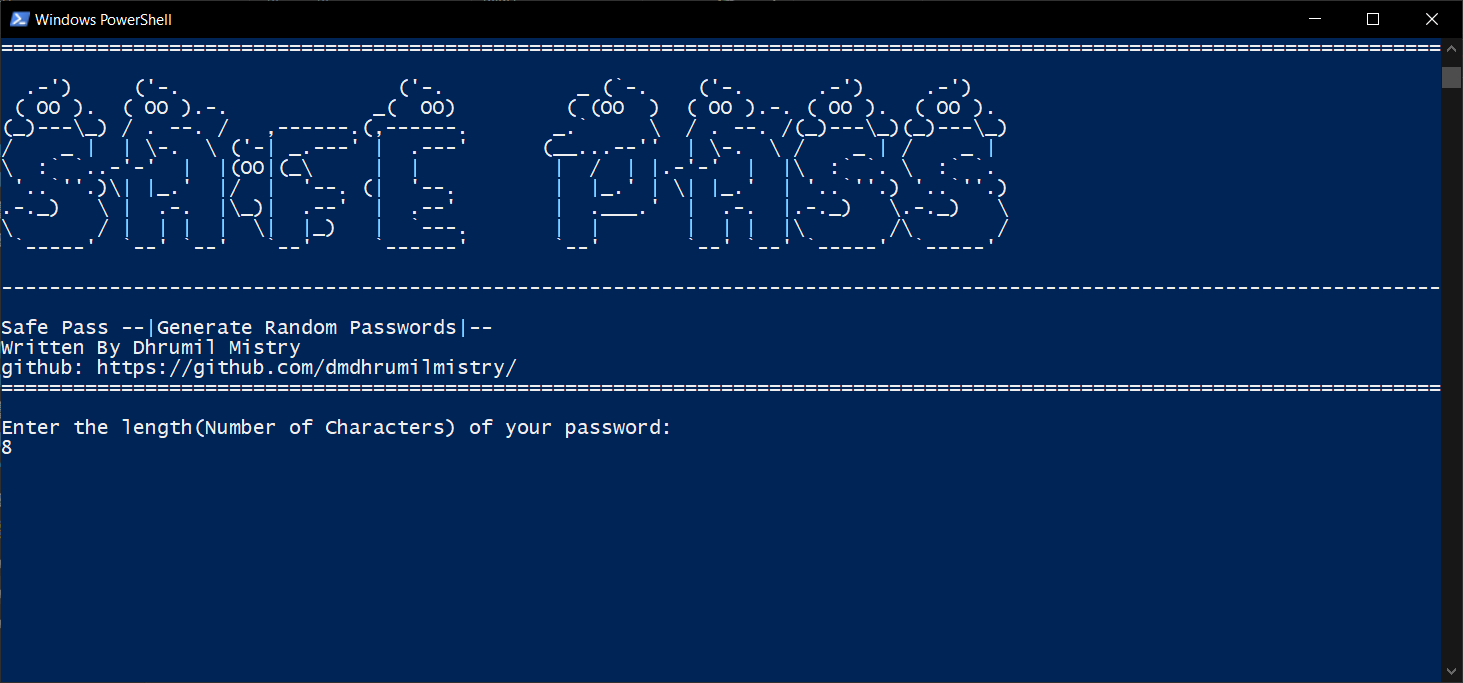 Windows PowerShell
SAFE PASS
Safe Pass --|Generate Random Passwords|--
Written By Dhrumil Mistry
github: https://github.com/dmdhrumilmistry/
Enter the length(Number of Characters) of your password:
8